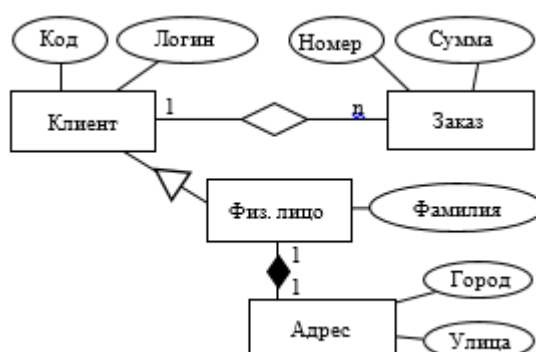 Код
Логин
Номер
Сумма
Клиент
1
n
Заказ
Физ. лицо
Фамилия
1
1
Город
Адрес
Улица